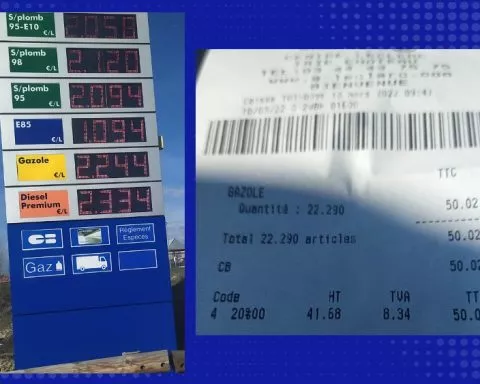 S/plomb
95-E10
€/L
S/plomb
98
€/L
2.120
S/plomb
95
€/L
2.094
E85
€/L
1.094
Gazole
€/L
2.244
Diesel
Premium
€/L
2.334
CB
Règlement
Espèces
Gaz
BIENVENUE
TTC
GAZOLE
Quantité : 22.290
50.02
Total 22.290 articles
50.02
CB
50.02
Code HT TVA TT
4 20%00 41.68 8.34 50.0